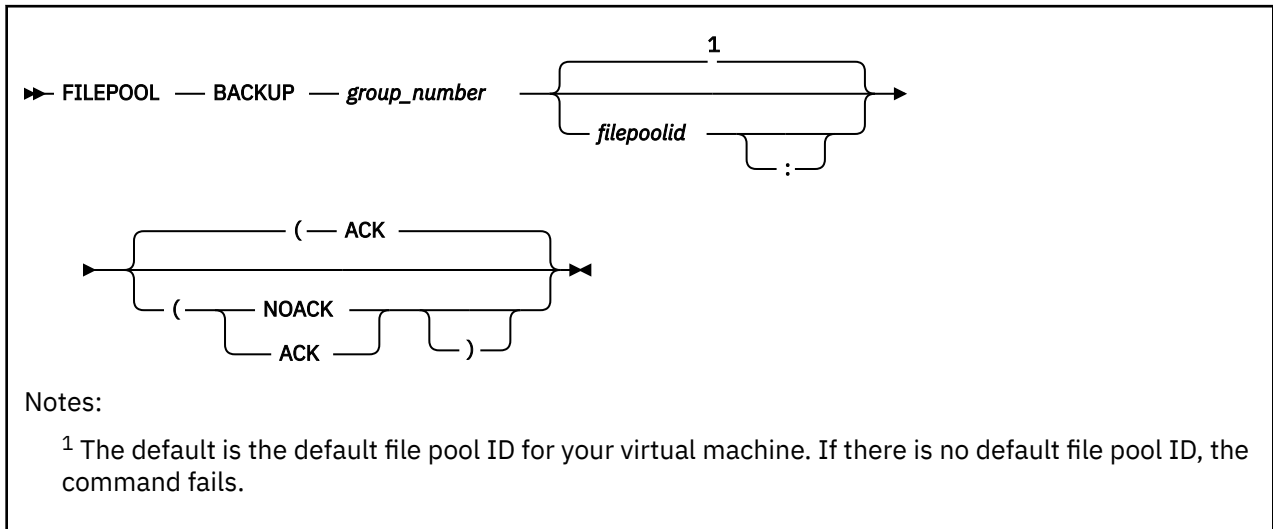 1
FILEPOOL BACKUP group_number
filepoolid
:
( ACK
( NOACK
ACK )
Notes:
1 The default is the default file pool ID for your virtual machine. If there is no default file pool ID, the
command fails.